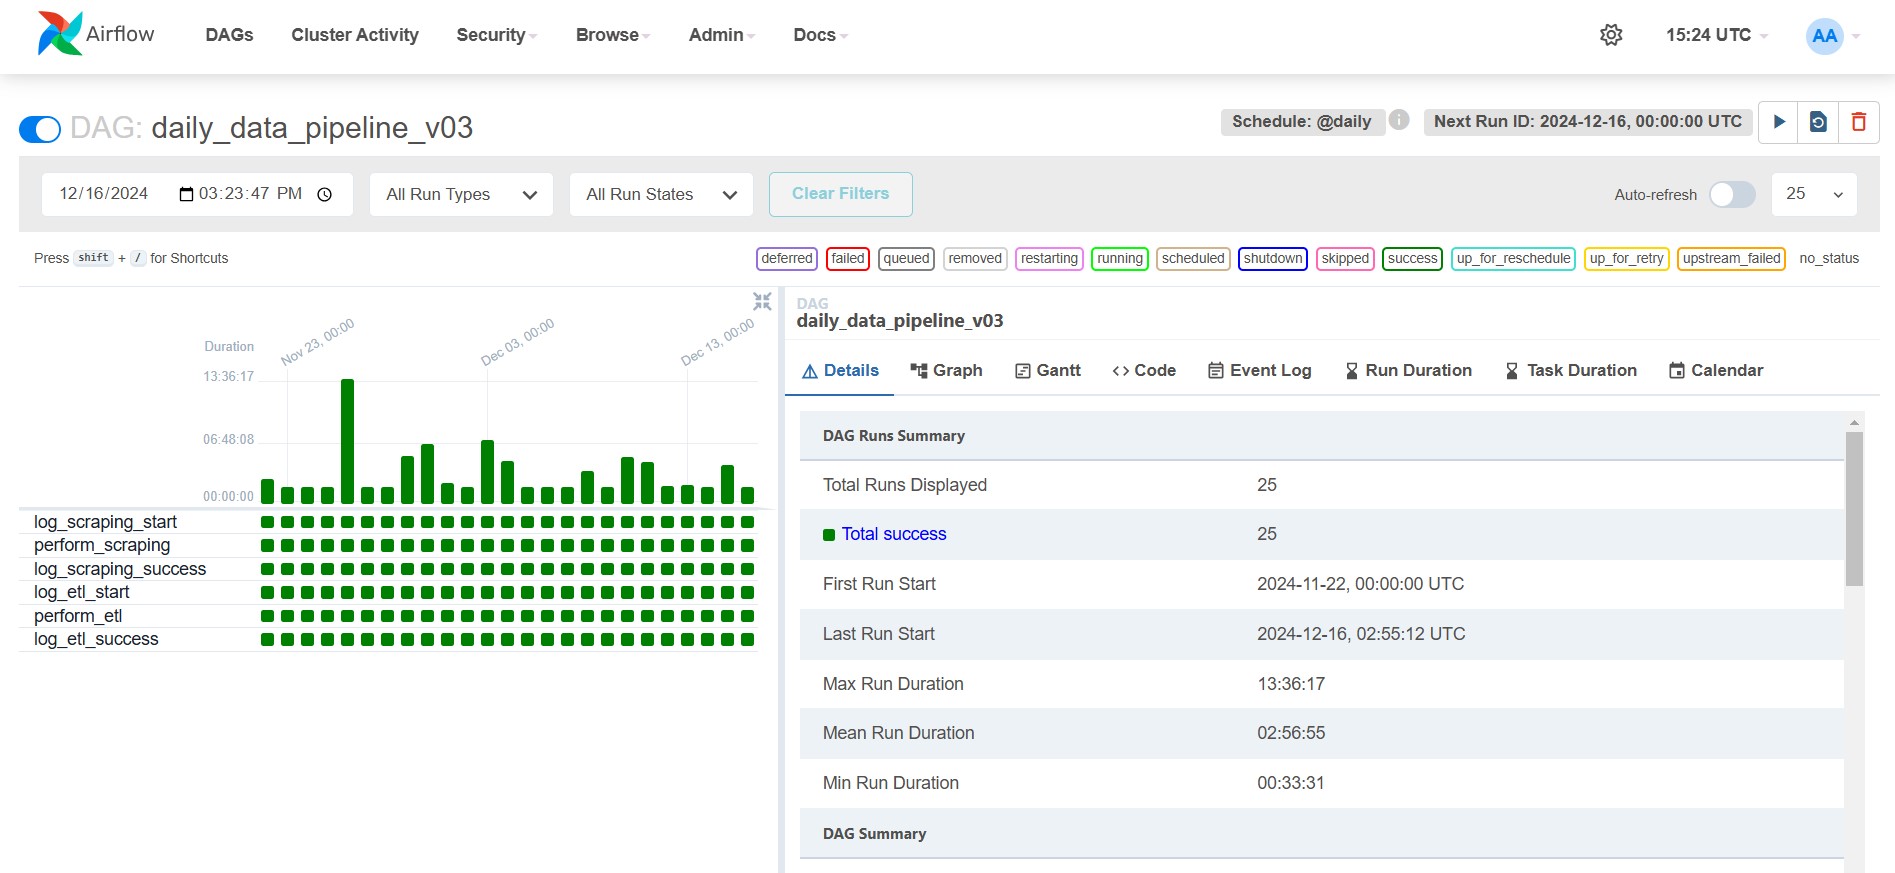 Airflow DAGs Cluster Activity Security Browse Admin Docs 15:24 UTC AA
DAG: daily_data_pipeline_v03
Schedule: @daily i Next Run ID: 2024-12-16, 00:00:00 UTC
12/16/2024 03:23:47 PM All Run Types All Run States Clear Filters Auto-refresh 25
Press shift + / for Shortcuts
deferred failed queued removed restarting running scheduled shutdown skipped success up_for_reschedule up_for_retry upstream_failed no_status
Duration
Nov 23, 00:00 Dec 03, 00:00 Dec 13, 00:00
13:36:17
06:48:08
00:00:00
log_scraping_start
perform_scraping
log_scraping_success
log_etl_start
perform_etl
log_etl_success
DAG
daily_data_pipeline_v03
Details Graph Gantt Code Event Log Run Duration Task Duration Calendar
DAG Runs Summary
Total Runs Displayed 25
Total success 25
First Run Start 2024-11-22, 00:00:00 UTC
Last Run Start 2024-12-16, 02:55:12 UTC
Max Run Duration 13:36:17
Mean Run Duration 02:56:55
Min Run Duration 00:33:31
DAG Summary